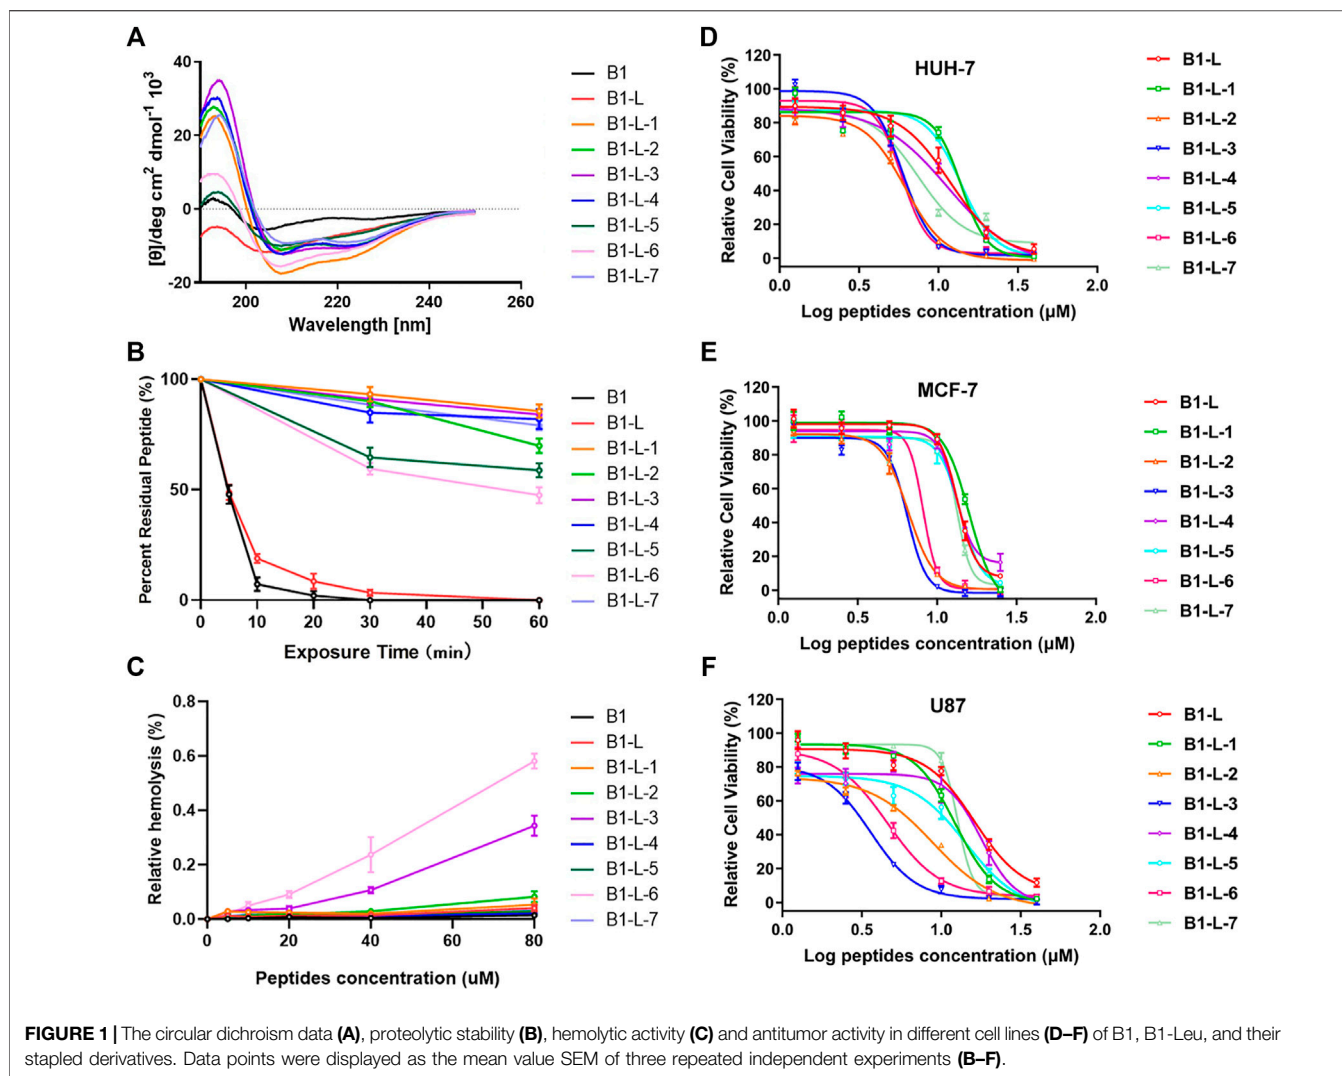 A
[θ]/deg cm² dmol⁻¹ 10³
40
20
0
-20
200
220
240
260
Wavelength [nm]
B1
B1-L
B1-L-1
B1-L-2
B1-L-3
B1-L-4
B1-L-5
B1-L-6
B1-L-7
B
Percent Residual Peptide (%)
100
50
0
0
10
20
30
40
50
60
Exposure Time (min)
B1
B1-L
B1-L-1
B1-L-2
B1-L-3
B1-L-4
B1-L-5
B1-L-6
B1-L-7
C
Relative hemolysis (%)
0.8
0.6
0.4
0.2
0.0
0
20
40
60
80
Peptides concentration (uM)
B1
B1-L
B1-L-1
B1-L-2
B1-L-3
B1-L-4
B1-L-5
B1-L-6
B1-L-7
D
HUH-7
Relative Cell Viability (%)
120
100
80
60
40
20
0
0.0
0.5
1.0
1.5
2.0
Log peptides concentration (μM)
B1-L
B1-L-1
B1-L-2
B1-L-3
B1-L-4
B1-L-5
B1-L-6
B1-L-7
E
MCF-7
Relative Cell Viability (%)
120
100
80
60
40
20
0
0.0
0.5
1.0
1.5
2.0
Log peptides concentration (μM)
B1-L
B1-L-1
B1-L-2
B1-L-3
B1-L-4
B1-L-5
B1-L-6
B1-L-7
F
U87
Relative Cell Viability (%)
120
100
80
60
40
20
0
0.0
0.5
1.0
1.5
2.0
Log peptides concentration (μM)
B1-L
B1-L-1
B1-L-2
B1-L-3
B1-L-4
B1-L-5
B1-L-6
B1-L-7
FIGURE 1 | The circular dichroism data (A), proteolytic stability (B), hemolytic activity (C) and antitumor activity in different cell lines (D–F) of B1, B1-Leu, and their
stapled derivatives. Data points were displayed as the mean value SEM of three repeated independent experiments (B–F).